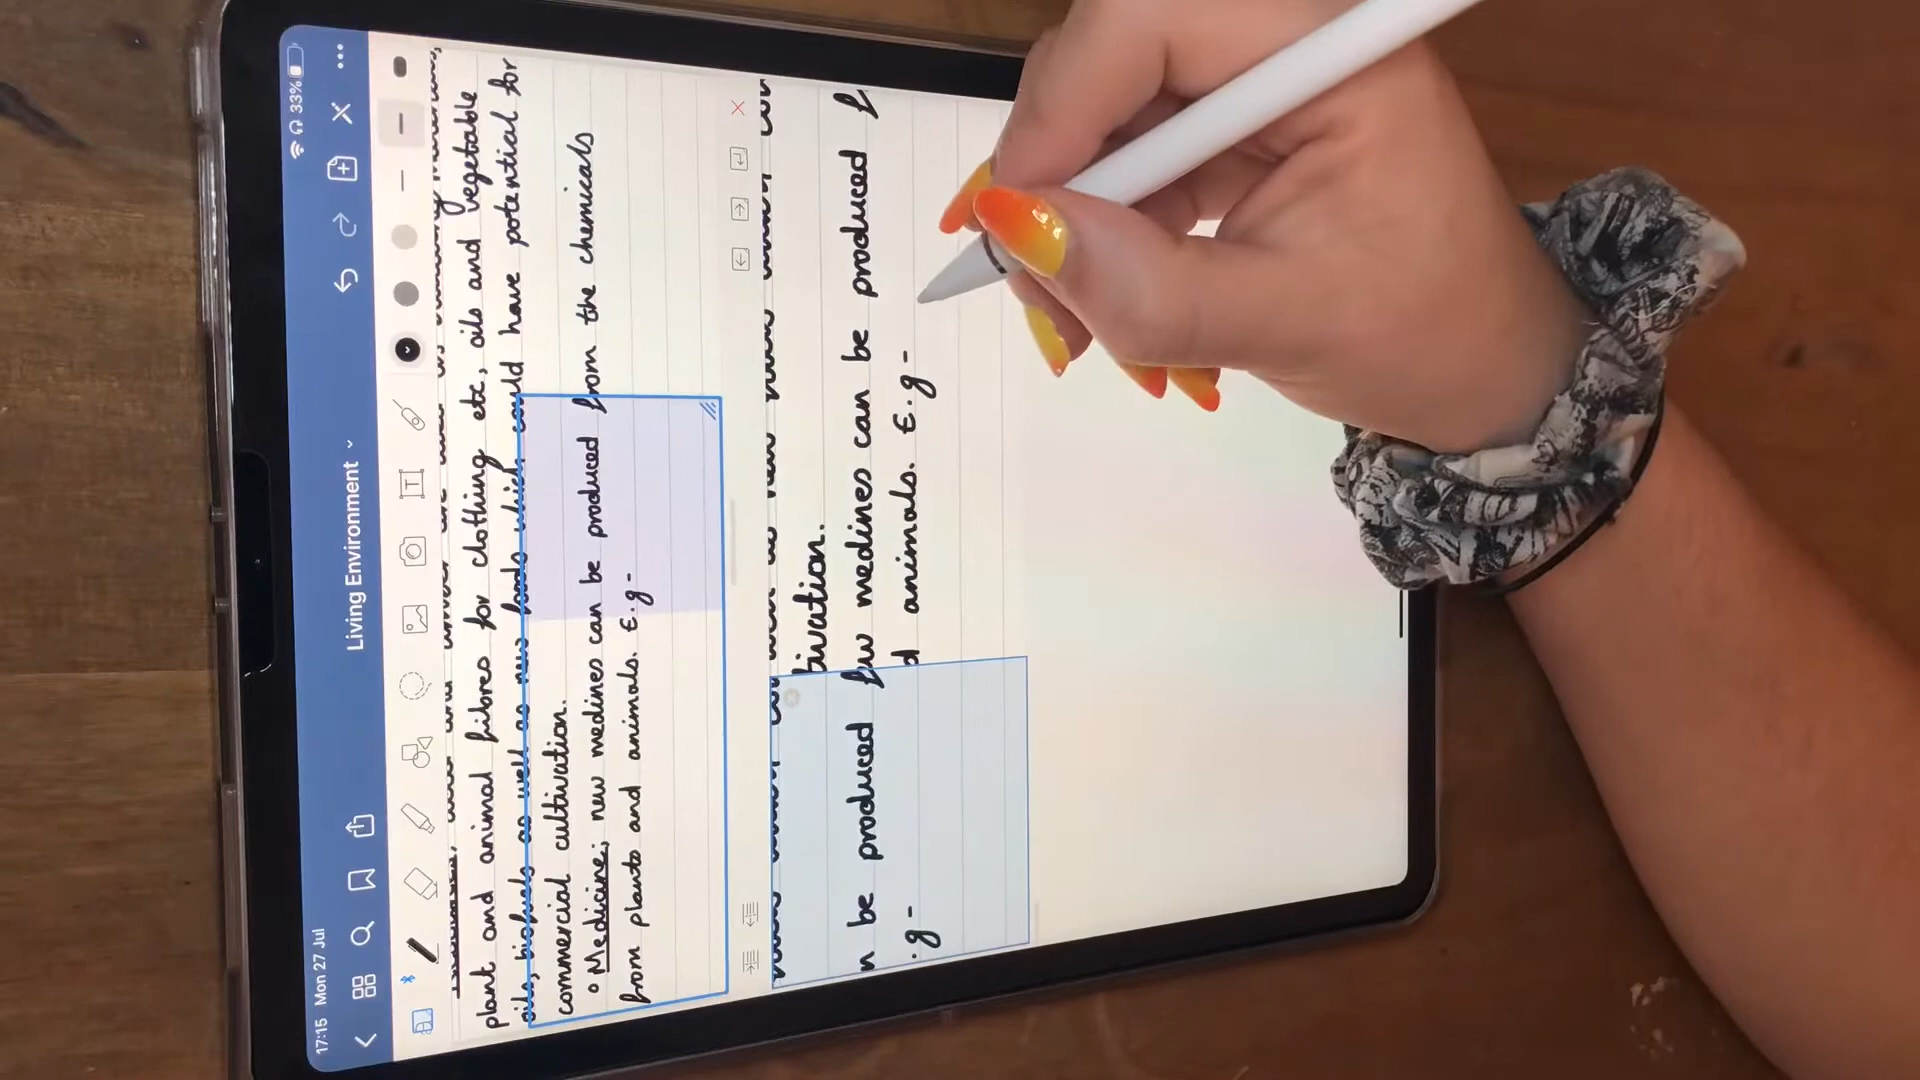 17:15 Mon 27 Jul
33%
Living Environment
plant and animal fibres for clothing etc, oils and vegetable
oils, biofuels as well as new foods which could have potential for
commercial cultivation.
• Medicine; new medines can be produced from the chemicals
from plants and animals. E.g-
tivation.
n be produced
ew medines can be produced f
.g-
d animals. E.g-